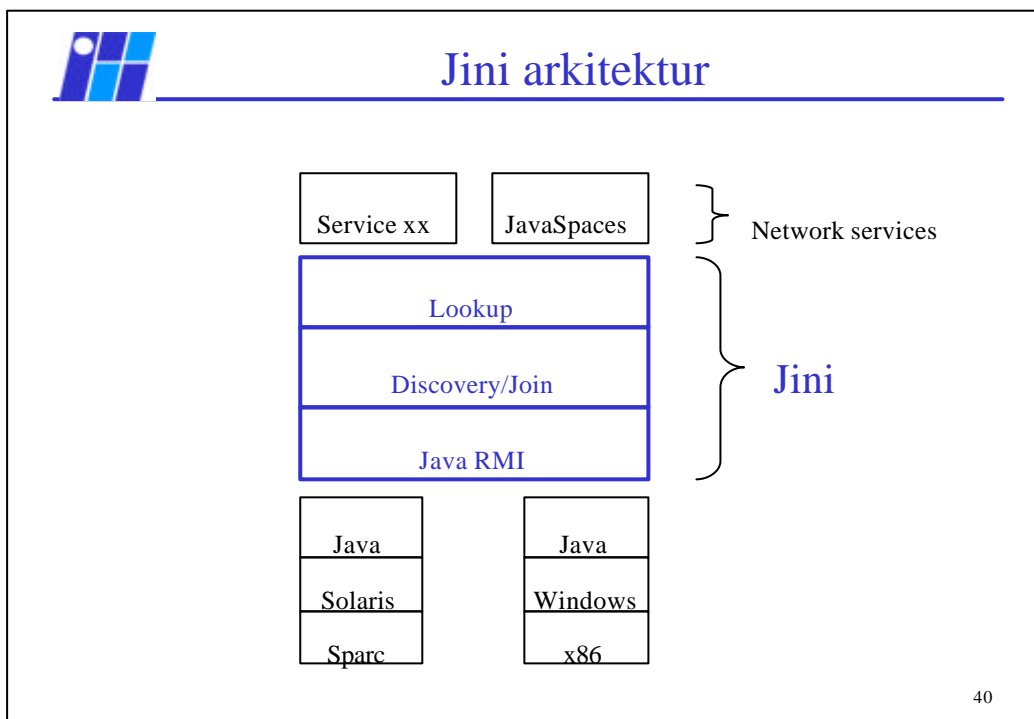 Jini arkitektur
Service xx
JavaSpaces
Network services
Lookup
Discovery/Join
Java RMI
Jini
Java
Java
Solaris
Windows
Sparc
x86
40